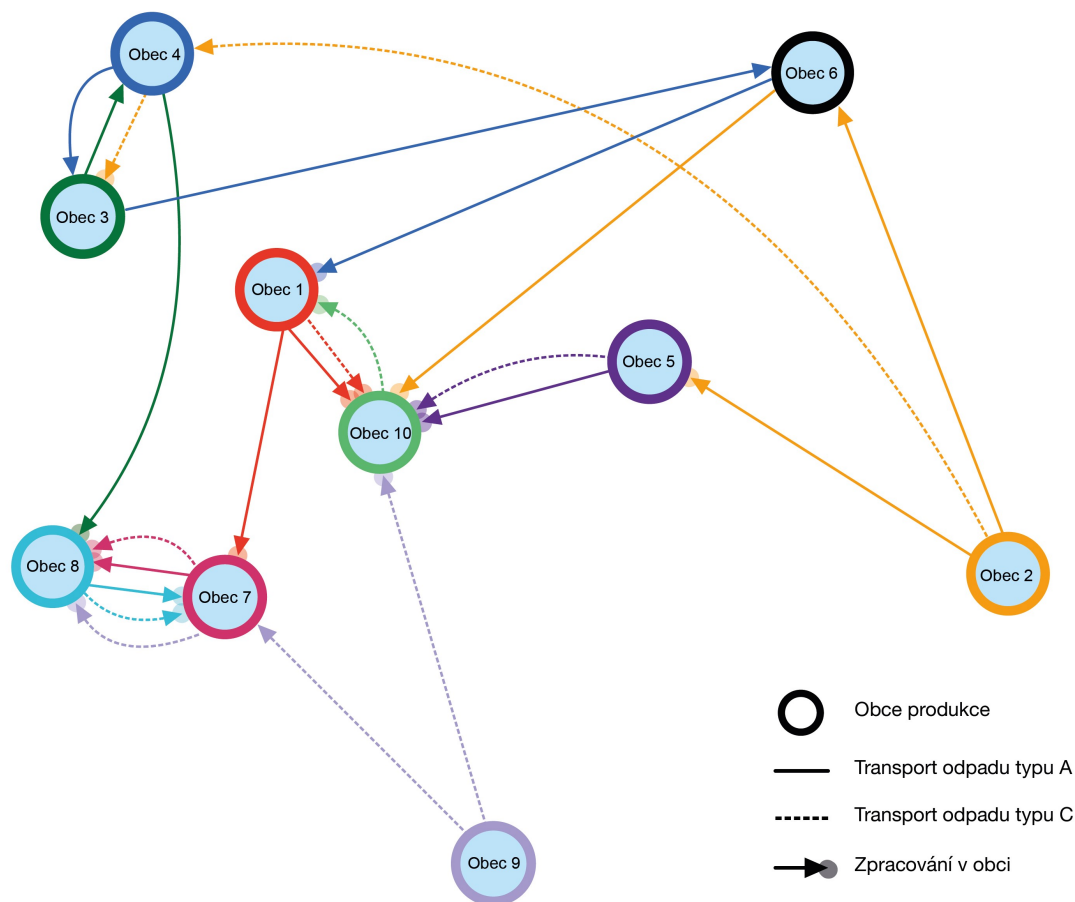 Obec 4
Obec 6
Obec 3
Obec 1
Obec 5
Obec 10
Obec 8
Obec 7
Obec 2
Obce produkce
Transport odpadu typu A
Transport odpadu typu C
Obec 9
Zpracování v obci